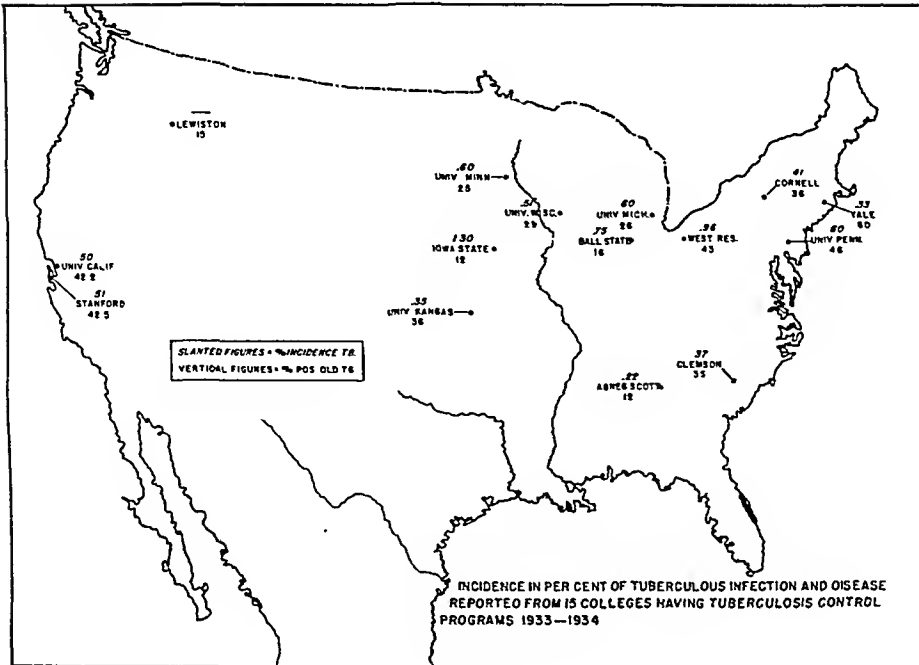 —
LEWISTON
15
.60
UNIV. MINN
25
.51
UNIV. WISC.
29
.60
UNIV MICH.
26
.75
BALL STATE
16
.96
WEST RES.
43
.41
CORNELL
36
.33
YALE
60
.60
UNIV PENN.
46
1.30
IOWA STATE
12
.50
UNIV CALIF
42.2
.51
STANFORD
42.5
.35
UNIV KANSAS
36
.37
CLEMSON
35
.22
AGNES SCOTT
12
SLANTED FIGURES = % INCIDENCE T.B.
VERTICAL FIGURES = % POS OLD TB
INCIDENCE IN PER CENT OF TUBERCULOUS INFECTION AND DISEASE
REPORTED FROM 15 COLLEGES HAVING TUBERCULOSIS CONTROL
PROGRAMS 1933—1934